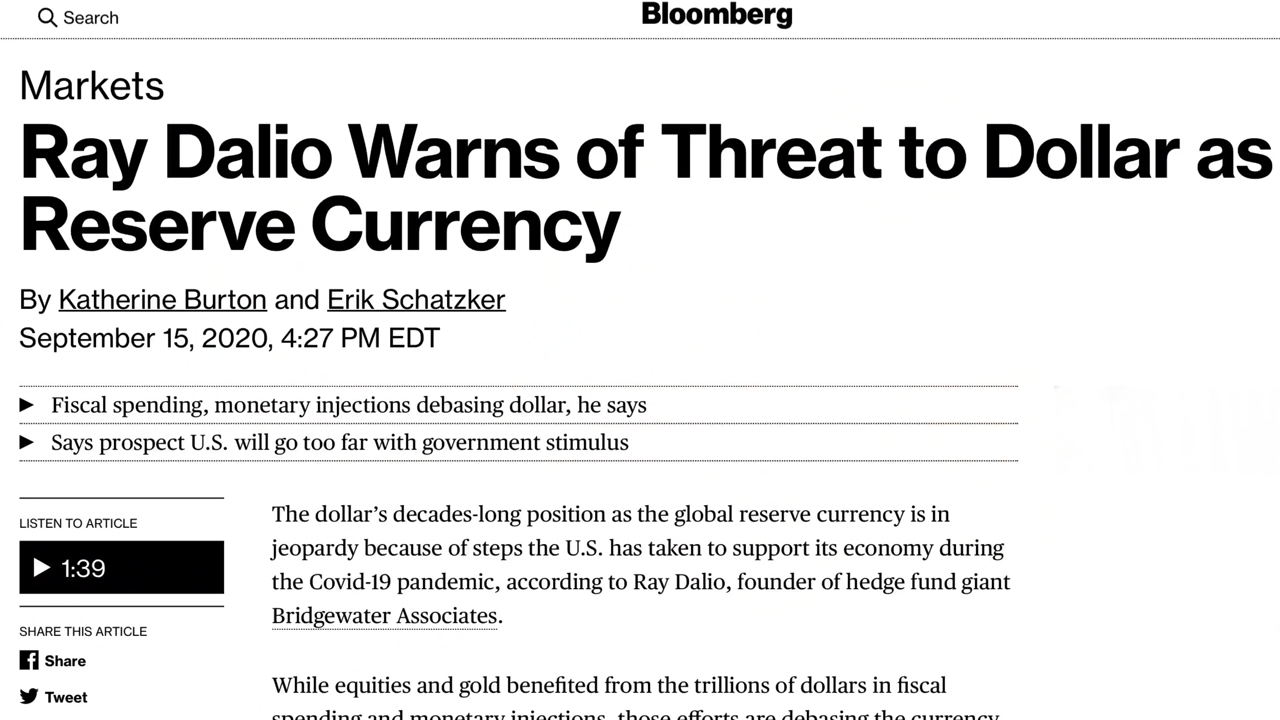 Search
Bloomberg
Markets
Ray Dalio Warns of Threat to Dollar as
Reserve Currency
By Katherine Burton and Erik Schatzker
September 15, 2020, 4:27 PM EDT
Fiscal spending, monetary injections debasing dollar, he says
Says prospect U.S. will go too far with government stimulus
LISTEN TO ARTICLE
1:39
SHARE THIS ARTICLE
Share
Tweet
The dollar’s decades-long position as the global reserve currency is in
jeopardy because of steps the U.S. has taken to support its economy during
the Covid-19 pandemic, according to Ray Dalio, founder of hedge fund giant
Bridgewater Associates.
While equities and gold benefited from the trillions of dollars in fiscal
spending and monetary injections, those efforts are debasing the currency